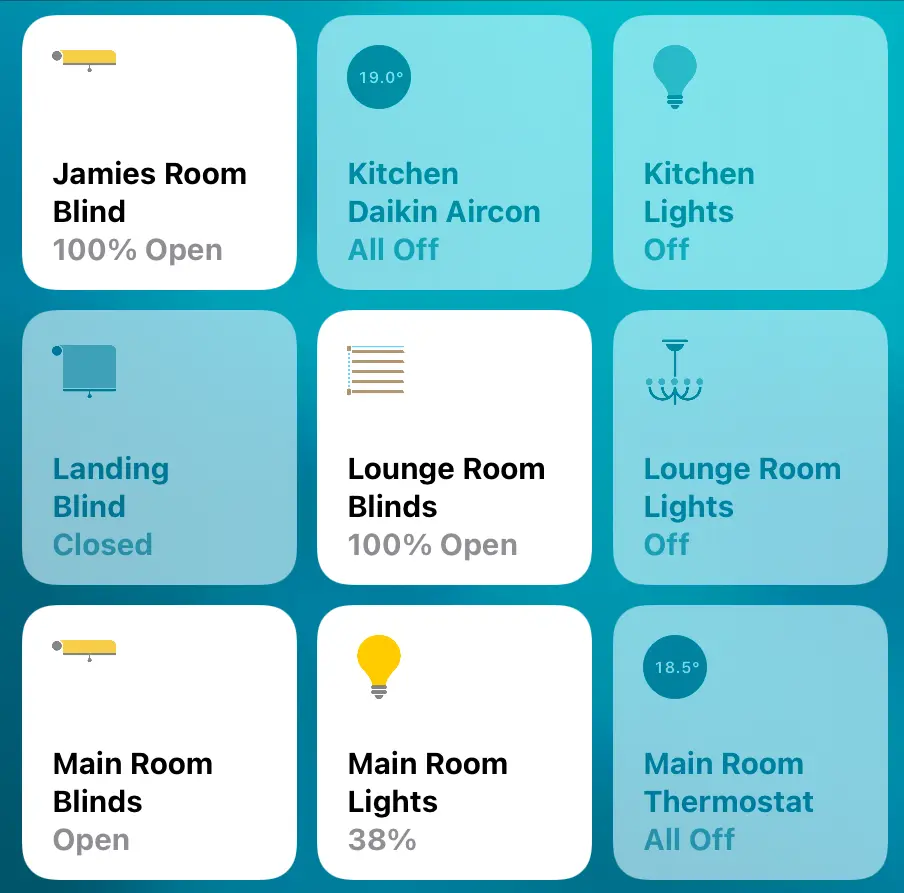 Jamies Room
Blind
100% Open
19.0°
Kitchen
Daikin Aircon
All Off
Kitchen
Lights
Off
Landing
Blind
Closed
Lounge Room
Blinds
100% Open
Lounge Room
Lights
Off
Main Room
Blinds
Open
Main Room
Lights
38%
18.5°
Main Room
Thermostat
All Off